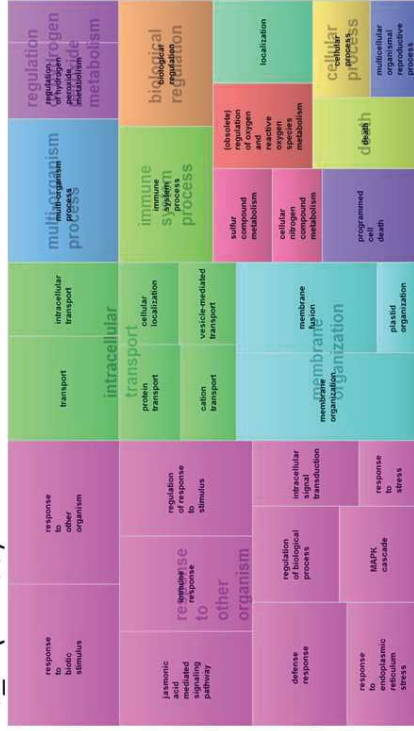 response
to
biotic
stimulus
response
to
other
organism
jasmonic
acid
mediated
signaling
pathway
immune
response
response
to
other
organism
regulation
of response
to
stimulus
defense
response
response
to
endoplasmic
reticulum
stress
regulation
of biological
process
MAPK
cascade
intracellular
signal
transduction
response
to
stress
transport
intracellular
transport
intracellular
transport
protein
transport
cellular
localization
cation
transport
vesicle-mediated
transport
membrane
organization
membrane
organization
membrane
fusion
plastid
organization
multi-organism
process
multi-organism
process
regulation
of hydrogen
peroxide
metabolism
regulation
of hydrogen
peroxide
metabolism
immune
system
process
immune
system
process
biological
regulation
biological
regulation
sulfur
compound
metabolism
cellular
nitrogen
compound
metabolism
programmed
cell
death
(obsolete)
regulation
of oxygen
and
reactive
oxygen
species
metabolism
death
death
localization
cellular
process
cellular
process
multicellular
organismal
reproductive
process